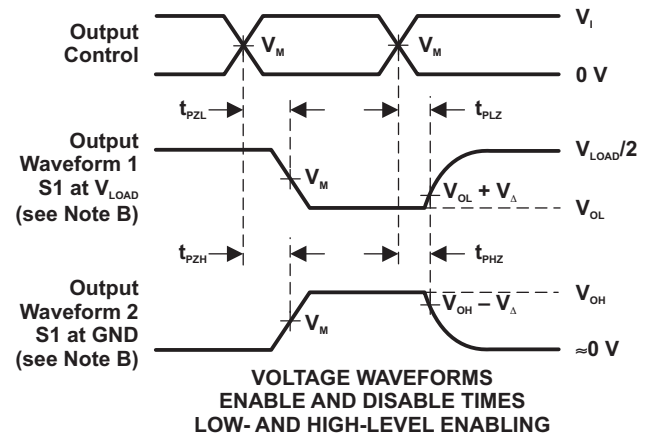 Output
Control
V_M
V_M
V_I
0 V
t_PZL
t_PLZ
Output
Waveform 1
S1 at V_LOAD
(see Note B)
V_M
V_OL + V_Δ
V_LOAD/2
V_OL
t_PZH
t_PHZ
Output
Waveform 2
S1 at GND
(see Note B)
V_M
V_OH – V_Δ
V_OH
≈0 V
VOLTAGE WAVEFORMS
ENABLE AND DISABLE TIMES
LOW- AND HIGH-LEVEL ENABLING